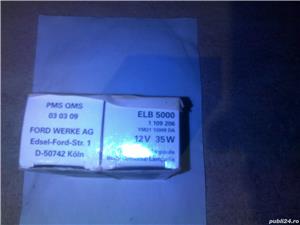 PMS QMS
03 03 09
FORD WERKE AG
Edsel-Ford-Str. 1
D-50742 Köln
ELB 5000
1 109 206
12V 35W
publi24.ro